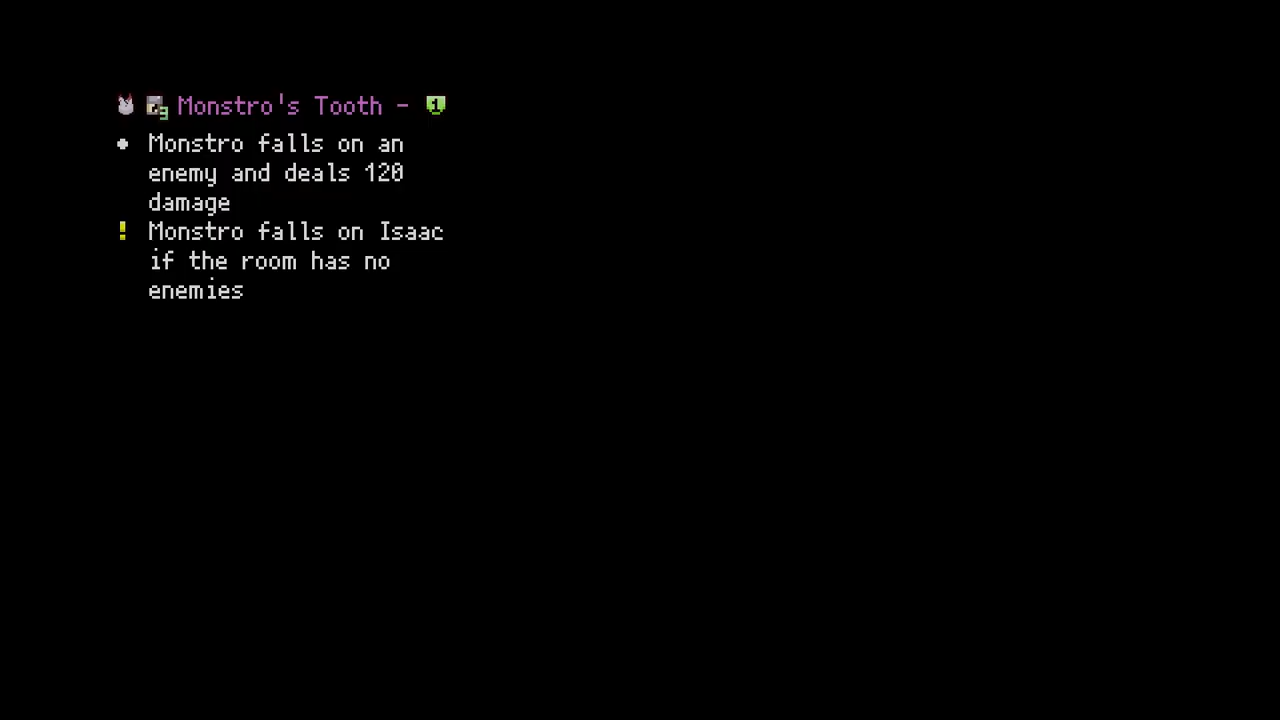 Monstro's Tooth - 1
Monstro falls on an
enemy and deals 120
damage
! Monstro falls on Isaac
if the room has no
enemies